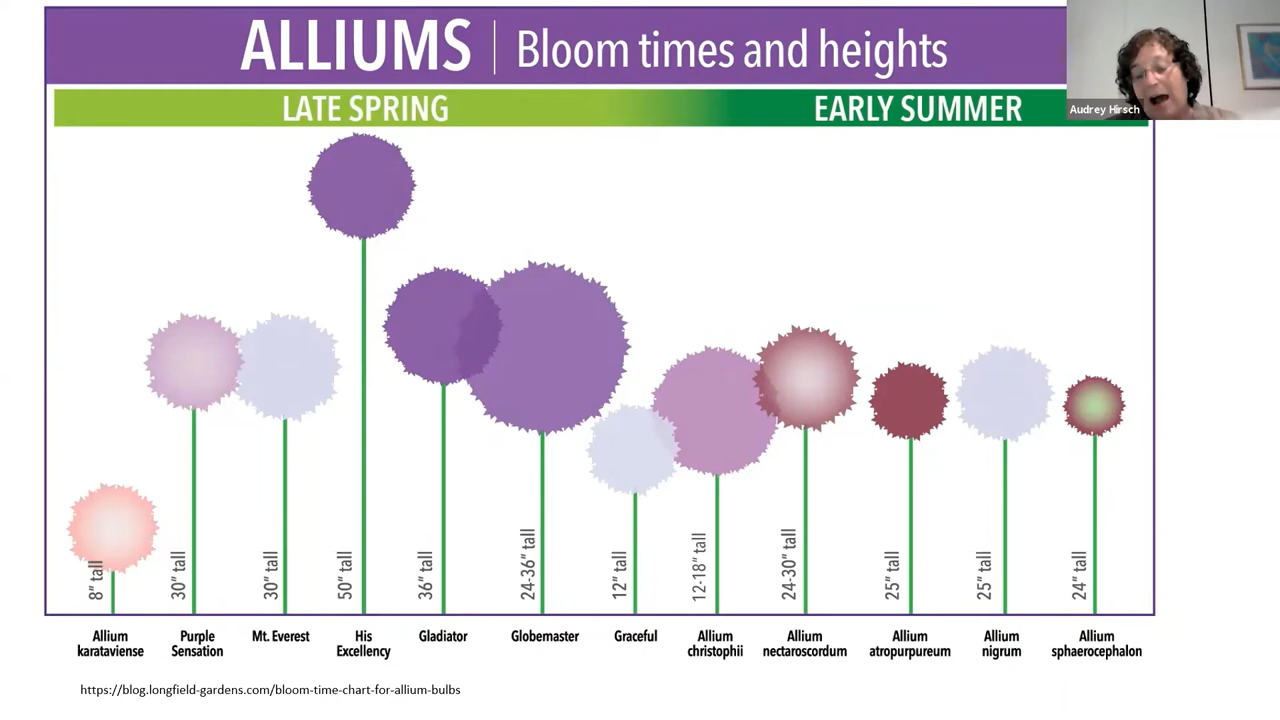 ALLIUMS | Bloom times and heights
Audrey Hirsch
LATE SPRING EARLY SUMMER
8" tall
30" tall
30" tall
50" tall
36" tall
24-36" tall
12" tall
12-18" tall
24-30" tall
25" tall
25" tall
24" tall
Allium
karataviense
Purple
Sensation
Mt. Everest
His
Excellency
Gladiator
Globemaster
Graceful
Allium
christophii
Allium
nectaroscordum
Allium
atropurpureum
Allium
nigrum
Allium
sphaerocephalon
https://blog.longfield-gardens.com/bloom-time-chart-for-allium-bulbs